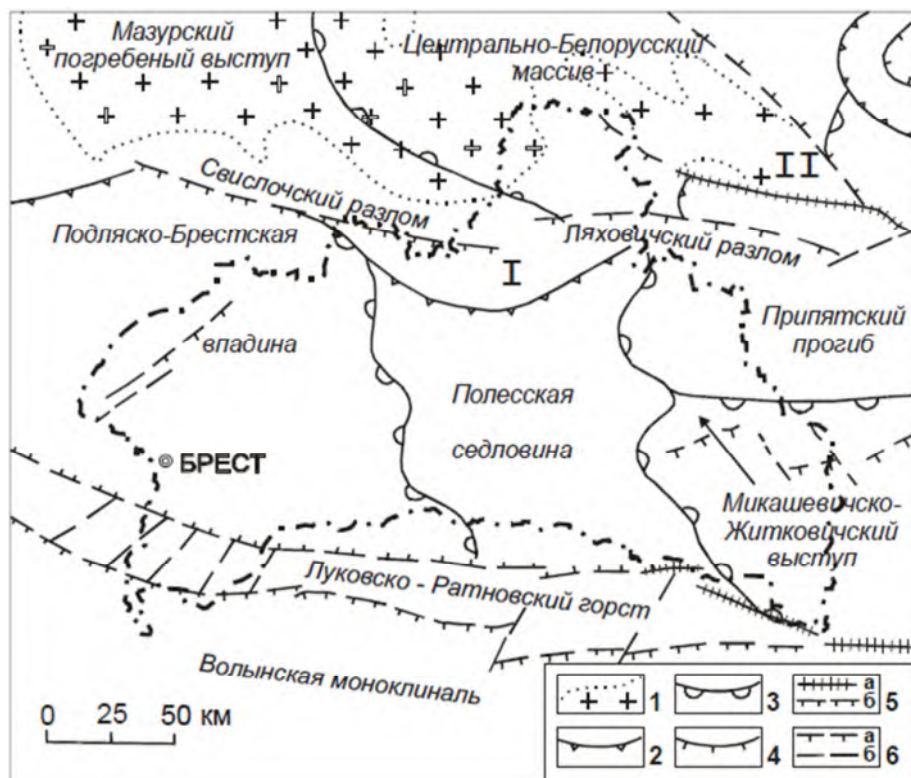 Мазурский
погребеный выступ
Центрально-Белорусский
массив
II
Свислочский разлом
Подляско-Брестская
Ляховичский разлом
I
впадина
Припятский
прогиб
Полесская
седловина
БРЕСТ
Микашевичско-
Житковичский
выступ
Луковско - Ратновский горст
Волынская моноклиналь
0 25 50 км
1 3 а б 5
2 4 а б 6